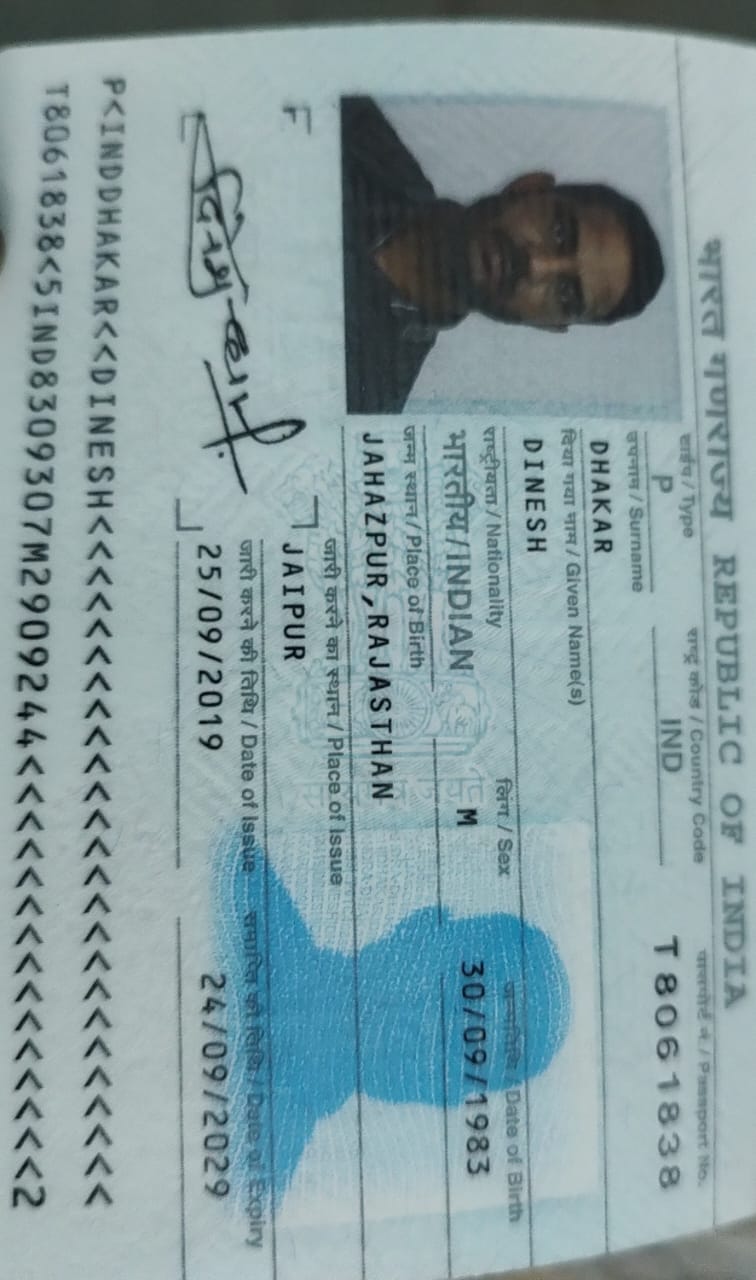 भारत गणराज्य REPUBLIC OF INDIA
टाईप / Type राष्ट्र कोड / Country Code पासपोर्ट नं. / Passport No.
P IND T8061838
उपनाम / Surname
DHAKAR
दिया गया नाम / Given Name(s)
DINESH
राष्ट्रीयता / Nationality लिंग / Sex जन्मतिथि / Date of Birth
भारतीय/INDIAN M 30/09/1983
जन्म स्थान / Place of Birth
JAHAZPUR,RAJASTHAN
जारी करने का स्थान / Place of Issue
JAIPUR
F
जारी करने की तिथि / Date of Issue समाप्ति की तिथि / Date of Expiry
25/09/2019 24/09/2029
दिनेश धाकड़
P<INDDHAKAR<<DINESH<<<<<<<<<<<<<<<<<<<<<<<<<
T8061838<5IND8309307M2909244<<<<<<<<<<<<<<<2